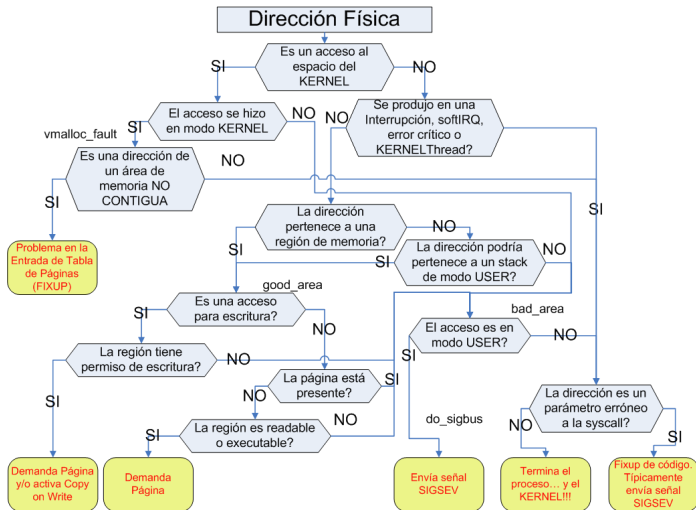 Dirección Física
Es un acceso al
espacio del
KERNEL
SI
NO
El acceso se hizo
en modo KERNEL
NO
Se produjo en una
Interrupción, softIRQ,
error crítico o
KERNELThread?
vmalloc_fault
SI
Es una dirección de
un área de
memoria NO
CONTIGUA
NO
NO
SI
SI
La dirección
pertenece a una
región de memoria?
NO
Problema en la
Entrada de Tabla
de Páginas
(FIXUP)
SI
La dirección podría
pertenece a un stack
de modo USER?
NO
good_area
Es una acceso
para escritura?
bad_area
SI
NO
El acceso es en
modo USER?
NO
La región tiene
permiso de escritura?
NO
SI
La página está
presente?
SI
NO
La dirección es un
parámetro erróneo
a la syscall?
SI
La región es readable
o executable?
NO
do_sigbus
NO
SI
SI
Demanda Página
y/o activa Copy
on Write
Demanda
Página
Envía señal
SIGSEV
Termina el
proceso... y el
KERNEL!!!
Fixup de código.
Típicamente
envía señal
SIGSEV